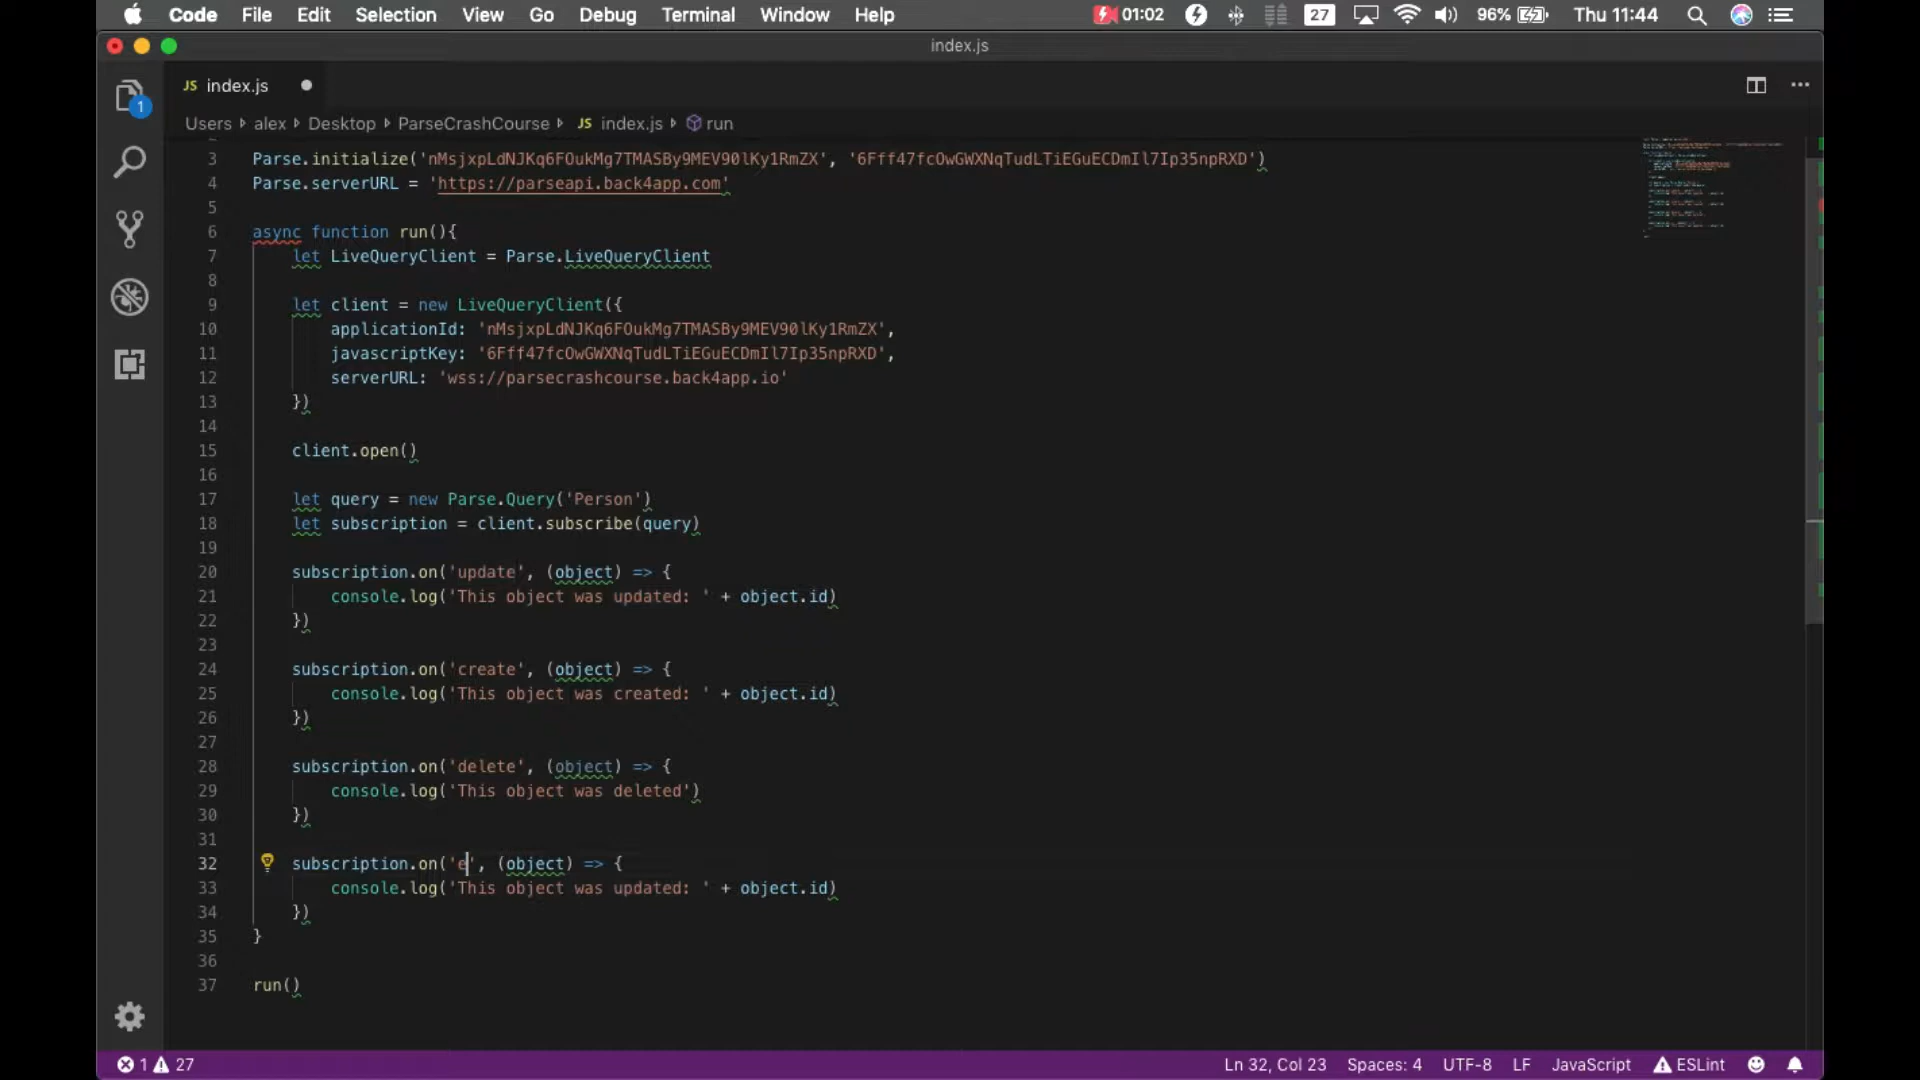 Code File Edit Selection View Go Debug Terminal Window Help 01:02 27 96% Thu 11:44
index.js
JS index.js
1
Users alex Desktop ParseCrashCourse JS index.js run
3 Parse.initialize('nMsjxpLdNJKq6FOukMg7TMASBy9MEV90lKy1RmZX', '6Fff47fcOwGWXNqTudLTiEGuECDmIl7Ip35npRXD')
4 Parse.serverURL = 'https://parseapi.back4app.com'
5
6 async function run(){
7 let LiveQueryClient = Parse.LiveQueryClient
8
9 let client = new LiveQueryClient({
10 applicationId: 'nMsjxpLdNJKq6FOukMg7TMASBy9MEV90lKy1RmZX',
11 javascriptKey: '6Fff47fcOwGWXNqTudLTiEGuECDmIl7Ip35npRXD',
12 serverURL: 'wss://parsecrashcourse.back4app.io'
13 })
14
15 client.open()
16
17 let query = new Parse.Query('Person')
18 let subscription = client.subscribe(query)
19
20 subscription.on('update', (object) => {
21 console.log('This object was updated: ' + object.id)
22 })
23
24 subscription.on('create', (object) => {
25 console.log('This object was created: ' + object.id)
26 })
27
28 subscription.on('delete', (object) => {
29 console.log('This object was deleted')
30 })
31
32 subscription.on('e', (object) => {
33 console.log('This object was updated: ' + object.id)
34 })
35 }
36
37 run()
1 27 Ln 32, Col 23 Spaces: 4 UTF-8 LF JavaScript ESLint